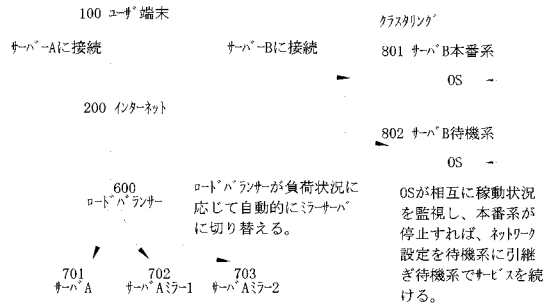 100 ユーザ端末
サーバーAに接続
サーバーBに接続
200 インターネット
600
ロードバランサー
ロードバランサーが負荷状況に
応じて自動的にミラーサーバ
に切り替える。
701
サーバA
702
サーバAミラー1
703
サーバAミラー2
クラスタリング
801 サーバB本番系
OS
802 サーバB待機系
OS
OSが相互に稼動状況
を監視し、本番系が
停止すれば、ネットワーク
設定を待機系に引継
ぎ待機系でサービスを続
ける。